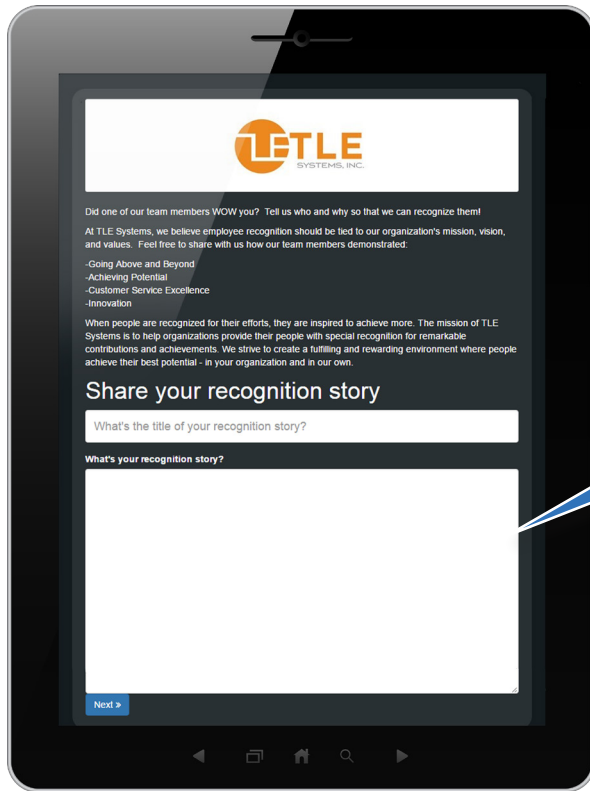 TLE
SYSTEMS, INC.
Did one of our team members WOW you? Tell us who and why so that we can recognize them!
At TLE Systems, we believe employee recognition should be tied to our organization's mission, vision,
and values. Feel free to share with us how our team members demonstrated:
-Going Above and Beyond
-Achieving Potential
-Customer Service Excellence
-Innovation
When people are recognized for their efforts, they are inspired to achieve more. The mission of TLE
Systems is to help organizations provide their people with special recognition for remarkable
contributions and achievements. We strive to create a fulfilling and rewarding environment where people
achieve their best potential - in your organization and in our own.
Share your recognition story
What's the title of your recognition story?
What's your recognition story?
Next »